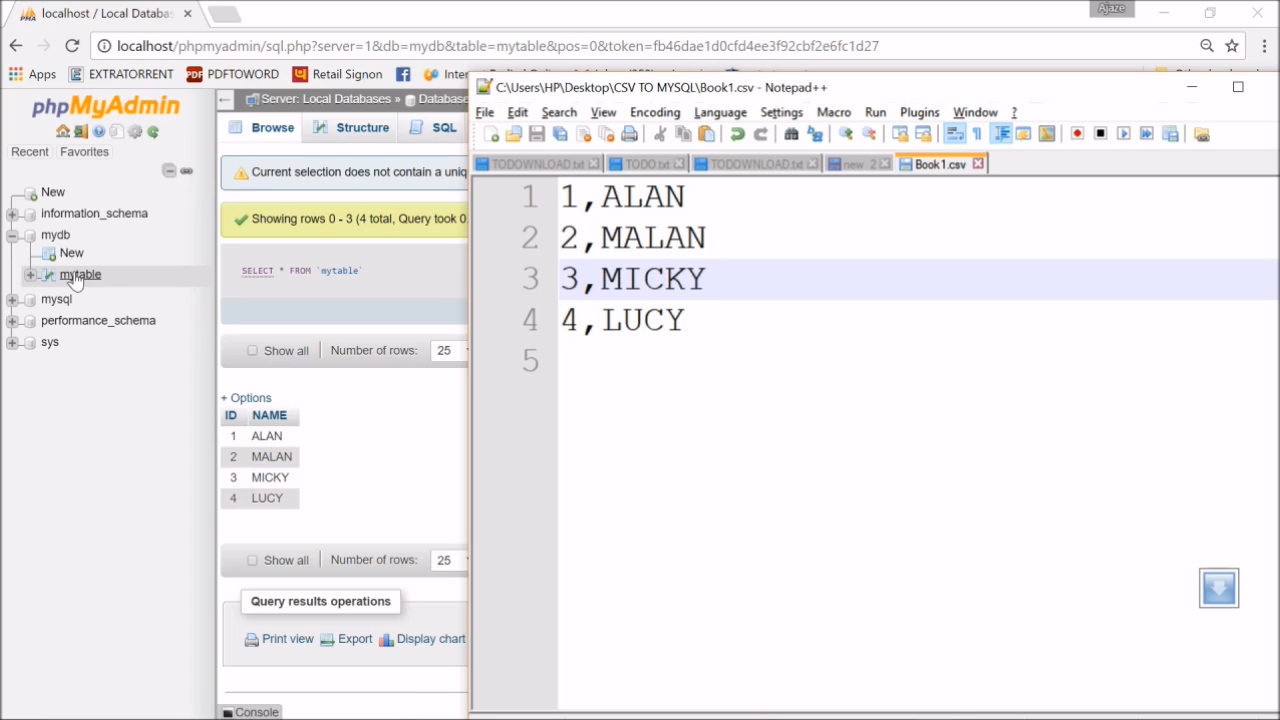 localhost / Local Databa
Ajaze
localhost/phpmyadmin/sql.php?server=1&db=mydb&table=mytable&pos=0&token=fb46dae1d0cfd4ee3f92cbf2e6fc1d27
Apps EXTRATORRENT PDFTOWORD Retail Signon
phpMyAdmin
Recent Favorites
New
information_schema
mydb
New
mytable
mysql
performance_schema
sys
Server: Local Databases » Database
Browse Structure SQL
Current selection does not contain a uniq
Showing rows 0 - 3 (4 total, Query took 0.
SELECT * FROM `mytable`
Show all Number of rows: 25
+ Options
ID NAME
1 ALAN
2 MALAN
3 MICKY
4 LUCY
Show all Number of rows: 25
Query results operations
Print view Export Display chart
Console
C:\Users\HP\Desktop\CSV TO MYSQL\Book1.csv - Notepad++
File Edit Search View Encoding Language Settings Macro Run Plugins Window ?
TODOWNLOAD.txt TODO.txt TODOWNLOAD.txt new 2 Book1.csv
1 1,ALAN
2 2,MALAN
3 3,MICKY
4 4,LUCY
5